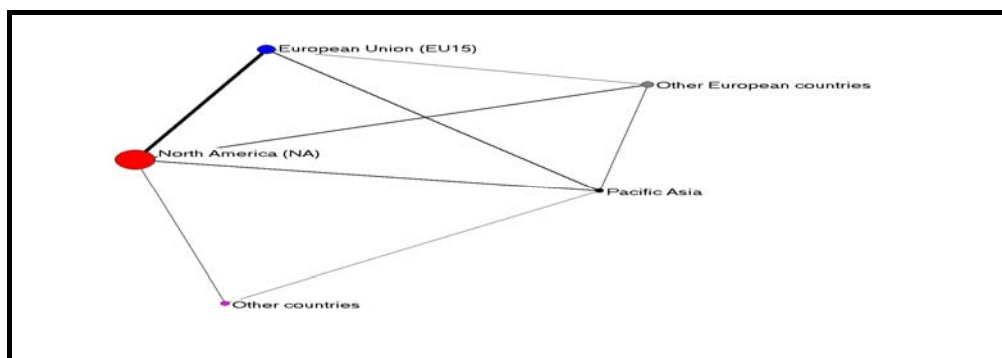 European Union (EU15)
Other European countries
North America (NA)
Pacific Asia
Other countries